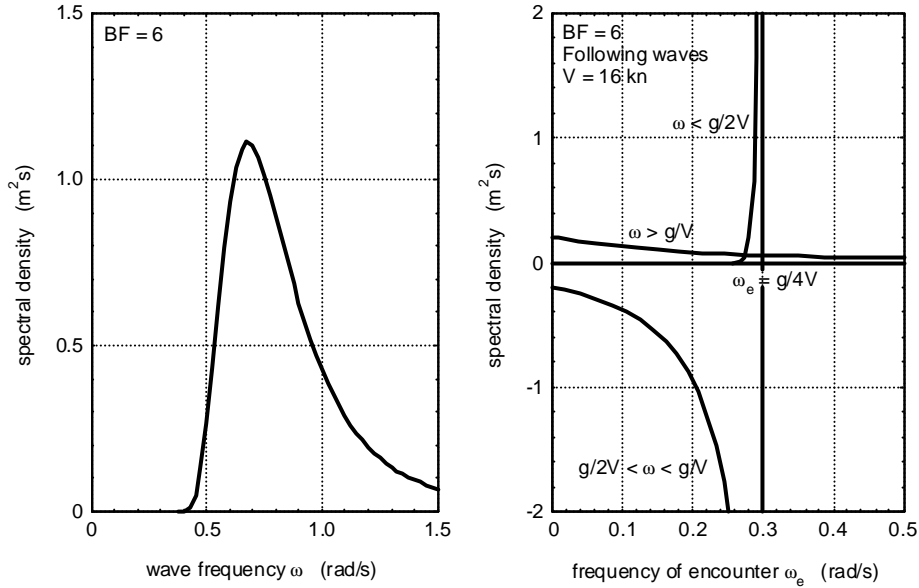 BF = 6
1.5
1.0
0.5
0
0
0.5
1.0
1.5
spectral density (m²s)
wave frequency ω (rad/s)
BF = 6
Following waves
V = 16 kn
ω < g/2V
ω > g/V
ωₑ = g/4V
g/2V < ω < g/V
2
1
0
-1
-2
0
0.1
0.2
0.3
0.4
0.5
spectral density (m²s)
frequency of encounter ωₑ (rad/s)